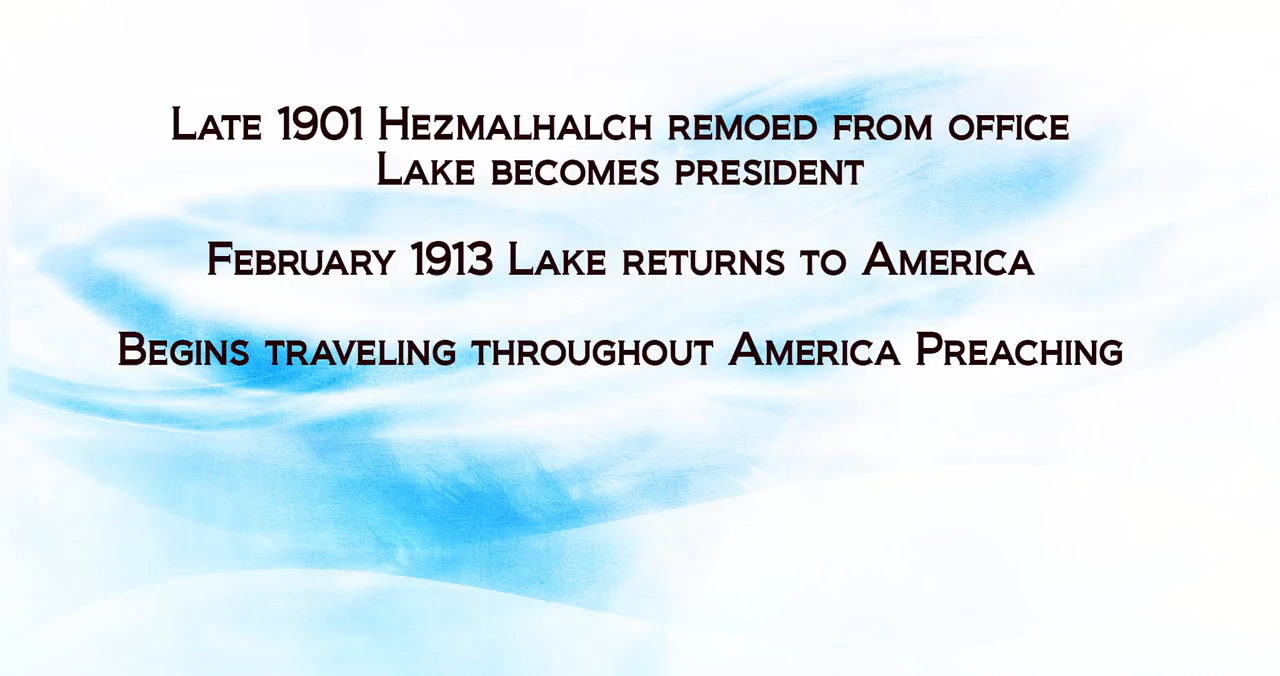 Late 1901 Hezmalhalch remoed from office
Lake becomes president
February 1913 Lake returns to America
Begins traveling throughout America Preaching